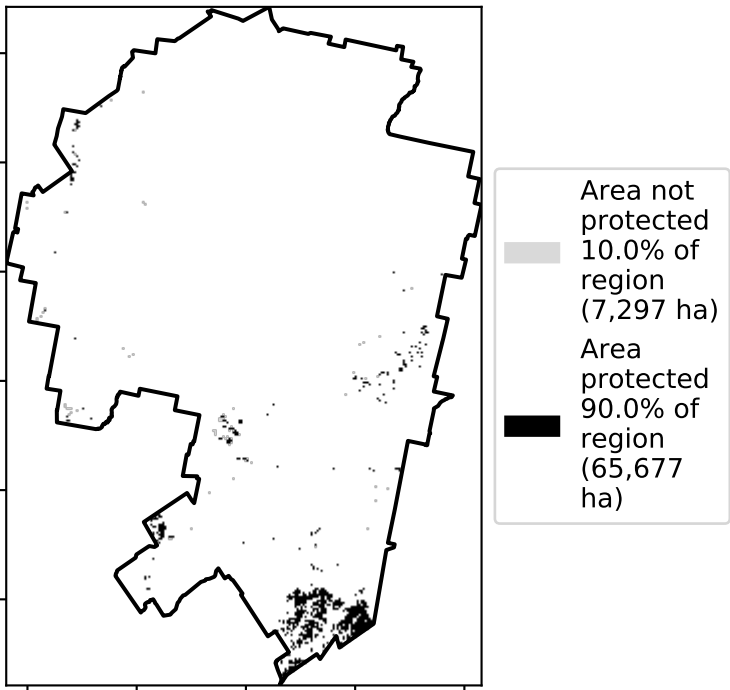 Area not
protected
10.0% of
region
(7,297 ha)
Area
protected
90.0% of
region
(65,677
ha)